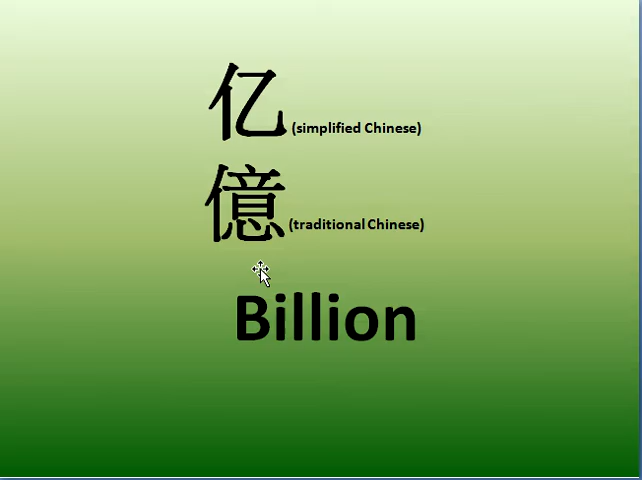 亿 (simplified Chinese)
億 (traditional Chinese)
Billion